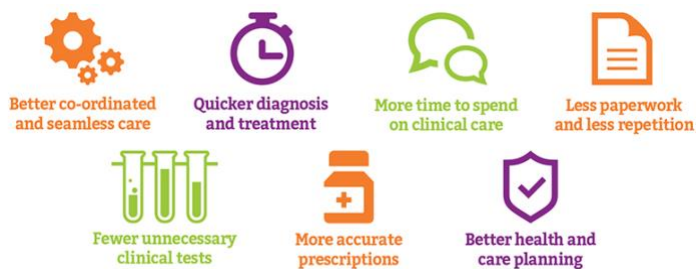 Better co-ordinated
and seamless care
Quicker diagnosis
and treatment
More time to spend
on clinical care
Less paperwork
and less repetition
Fewer unnecessary
clinical tests
More accurate
prescriptions
Better health and
care planning